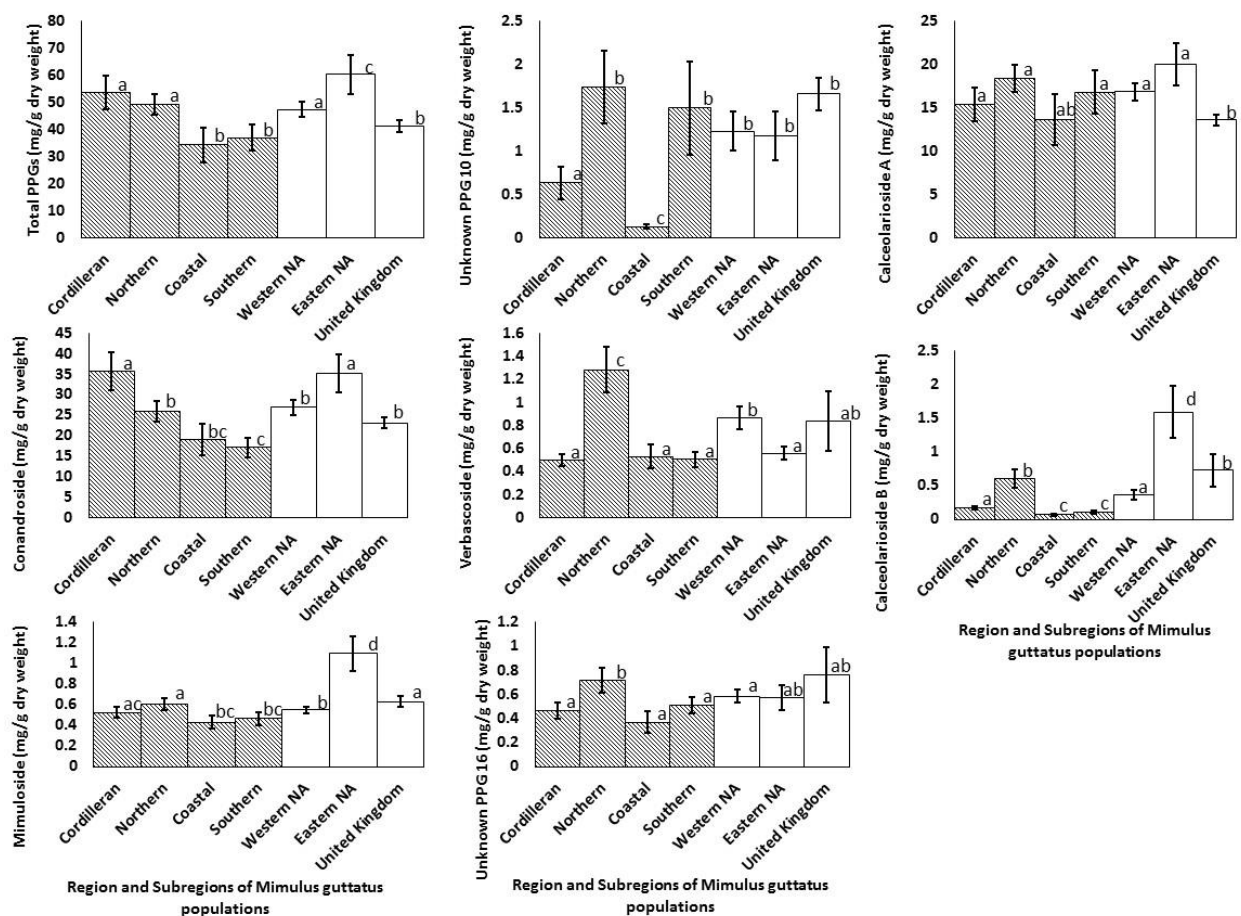 Total PPGs (mg/g dry weight)
80
70
60
50
40
30
20
10
0
a
a
b
b
a
c
b
Cordilleran
Northern
Coastal
Southern
Western NA
Eastern NA
United Kingdom
Unknown PPG10 (mg/g dry weight)
2.5
2
1.5
1
0.5
0
a
b
c
b
b
b
b
Cordilleran
Northern
Coastal
Southern
Western NA
Eastern NA
United Kingdom
Calceolarioside A (mg/g dry weight)
25
20
15
10
5
0
a
a
ab
a
a
a
b
Cordilleran
Northern
Coastal
Southern
Western NA
Eastern NA
United Kingdom
Conandroside (mg/g dry weight)
45
40
35
30
25
20
15
10
5
0
a
b
bc
c
b
a
b
Cordilleran
Northern
Coastal
Southern
Western NA
Eastern NA
United Kingdom
Verbascoside (mg/g dry weight)
1.6
1.4
1.2
1
0.8
0.6
0.4
0.2
0
a
c
a
a
b
a
ab
Cordilleran
Northern
Coastal
Southern
Western NA
Eastern NA
United Kingdom
Calceolarioside B (mg/g dry weight)
2.5
2
1.5
1
0.5
0
a
b
c
c
a
d
b
Cordilleran
Northern
Coastal
Southern
Western NA
Eastern NA
United Kingdom
Region and Subregions of Mimulus
guttatus populations
Mimuloside (mg/g dry weight)
1.4
1.2
1
0.8
0.6
0.4
0.2
0
ac
a
bc
bc
b
d
a
Cordilleran
Northern
Coastal
Southern
Western NA
Eastern NA
United Kingdom
Region and Subregions of Mimulus guttatus
populations
Unknown PPG16 (mg/g dry weight)
1.2
1
0.8
0.6
0.4
0.2
0
a
b
a
a
a
ab
ab
Cordilleran
Northern
Coastal
Southern
Western NA
Eastern NA
United Kingdom
Region and Subregions of Mimulus guttatus
populations